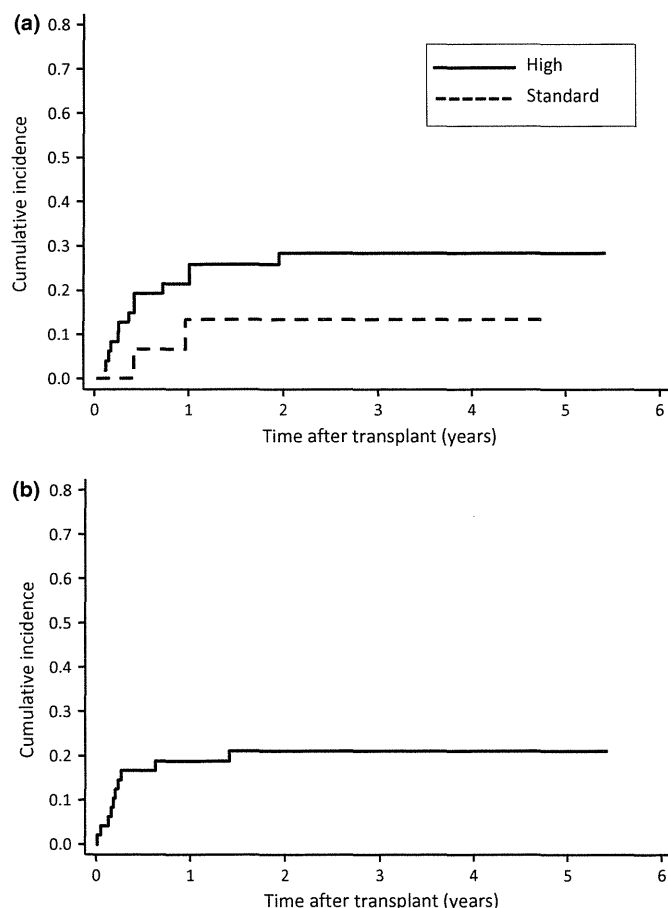 (a)
0.8
0.7
0.6
0.5
0.4
0.3
0.2
0.1
0.0
Cumulative incidence
High
Standard
0 1 2 3 4 5 6
Time after transplant (years)
(b)
0.8
0.7
0.6
0.5
0.4
0.3
0.2
0.1
0.0
Cumulative incidence
0 1 2 3 4 5 6
Time after transplant (years)